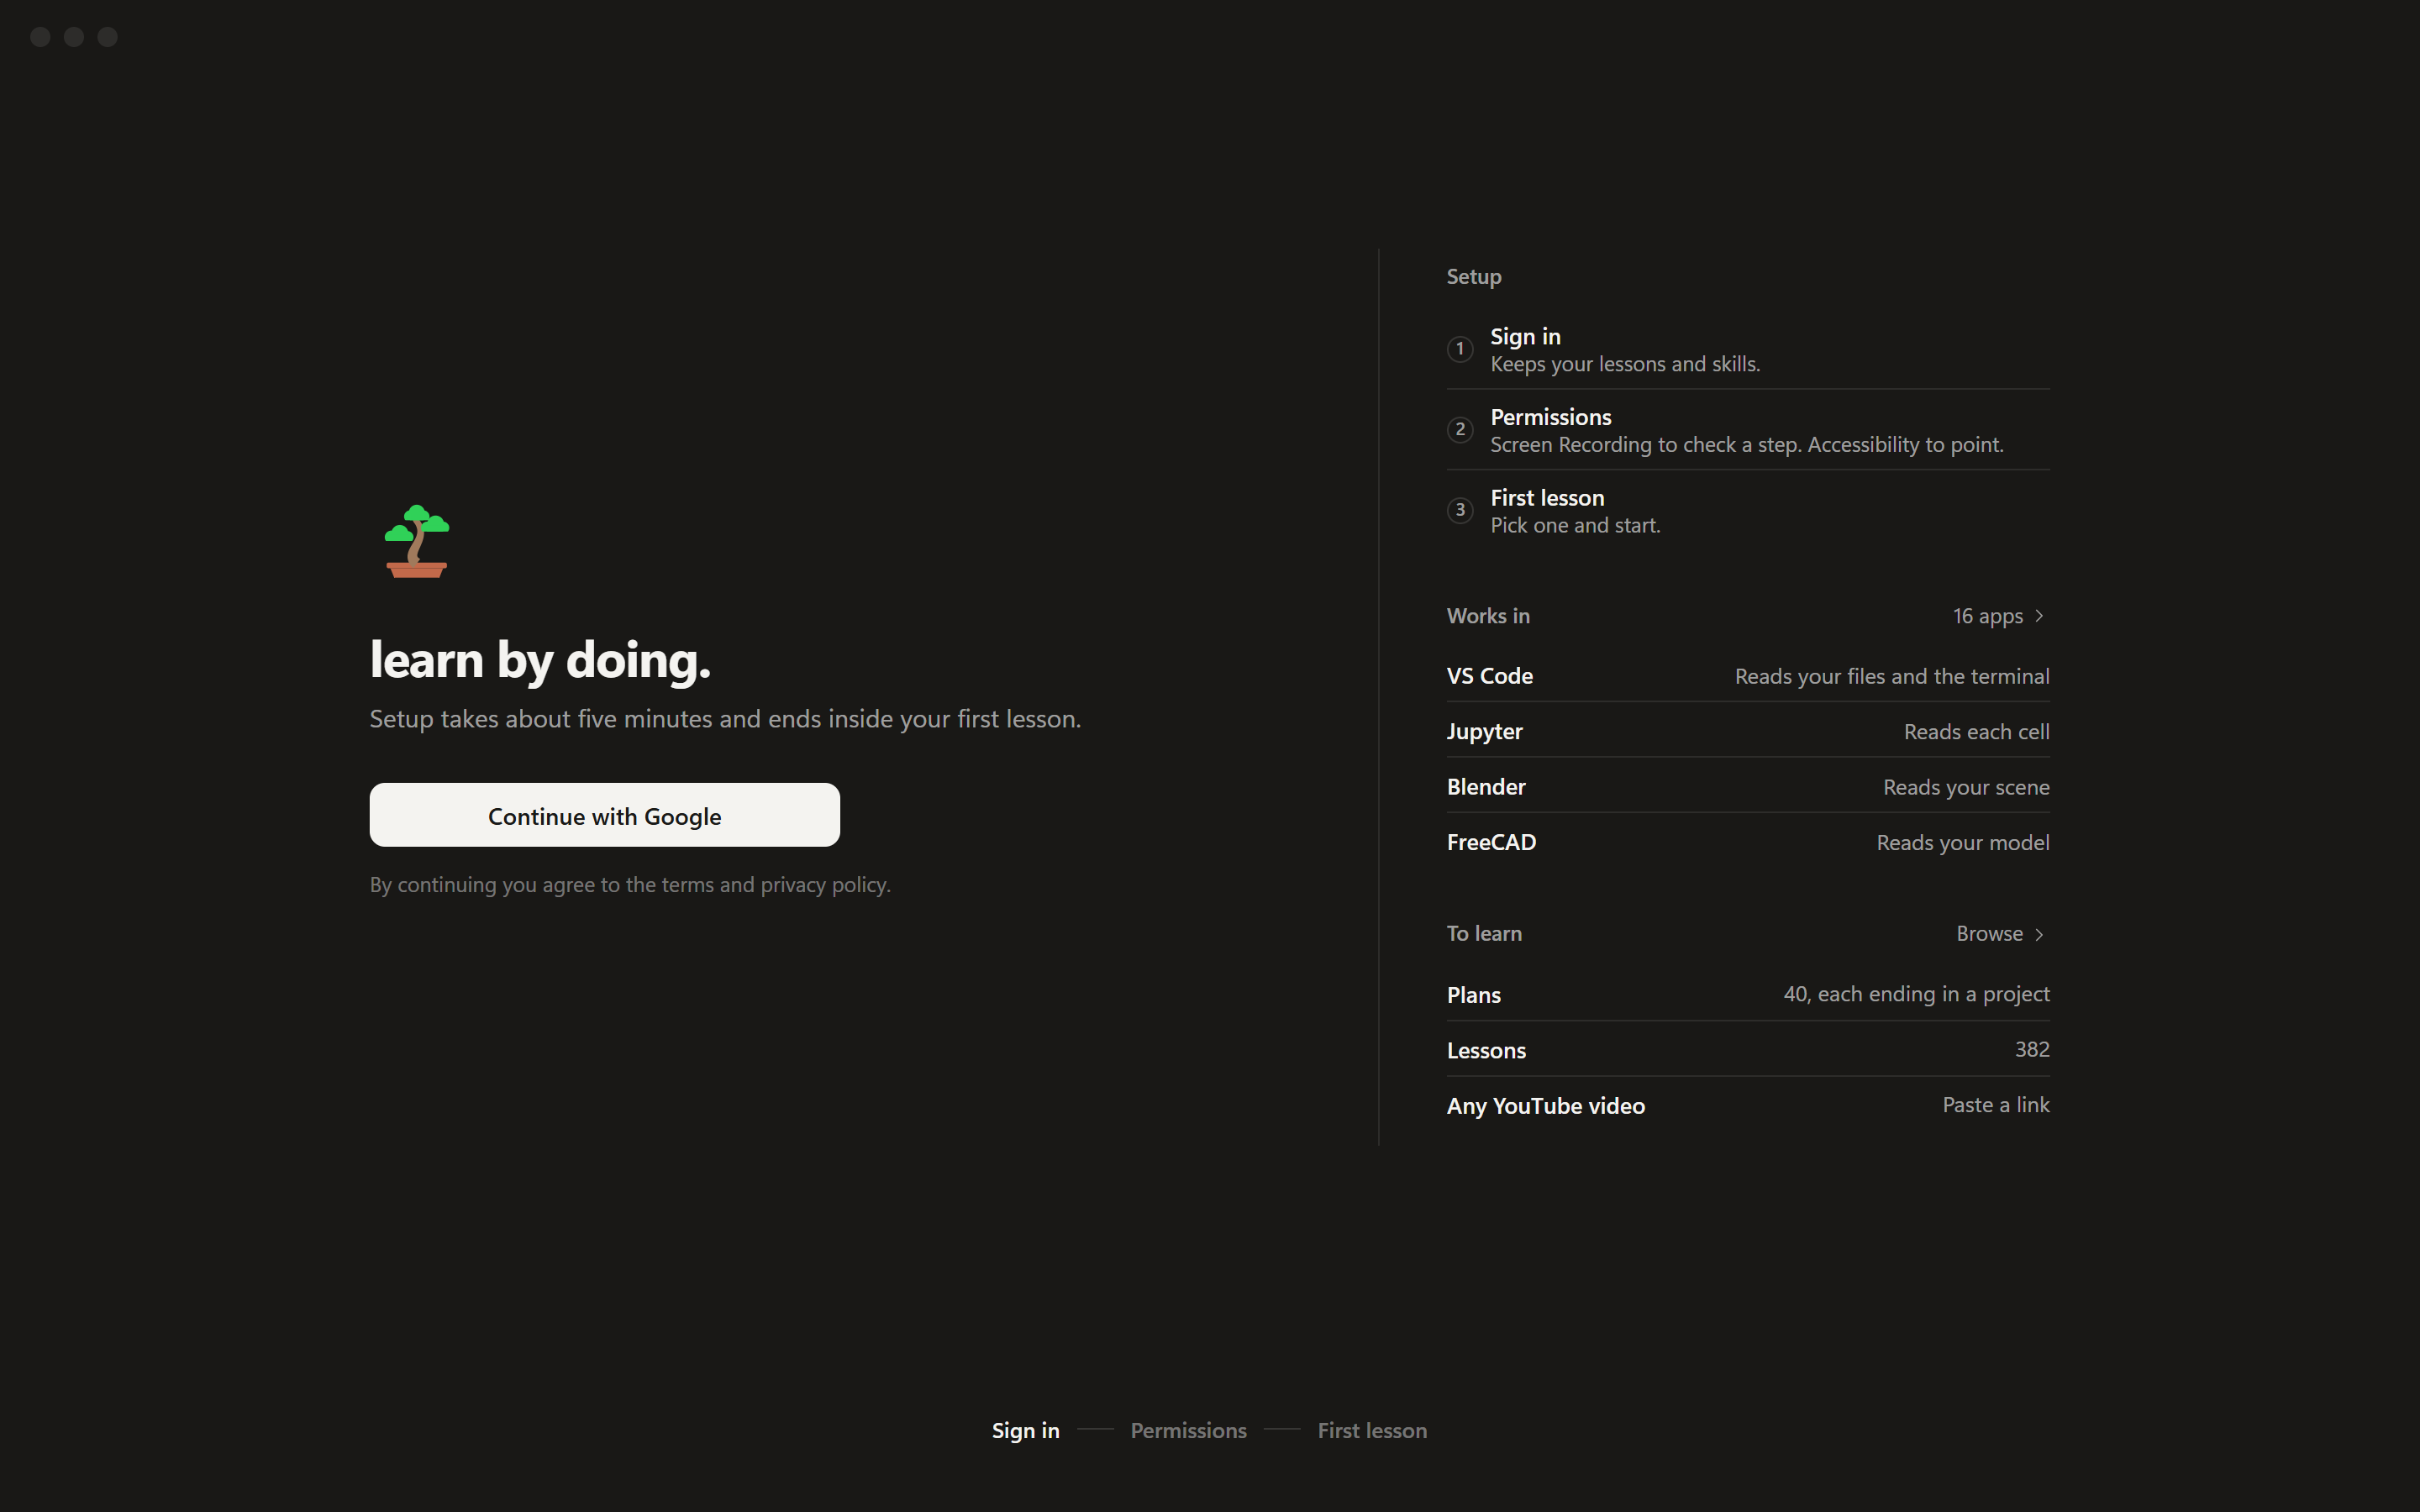 learn by doing.
Setup takes about five minutes and ends inside your first lesson.
Continue with Google
By continuing you agree to the terms and privacy policy.
Setup
1
Sign in
Keeps your lessons and skills.
2
Permissions
Screen Recording to check a step. Accessibility to point.
3
First lesson
Pick one and start.
Works in 16 apps
VS Code Reads your files and the terminal
Jupyter Reads each cell
Blender Reads your scene
FreeCAD Reads your model
To learn Browse
Plans 40, each ending in a project
Lessons 382
Any YouTube video Paste a link
Sign in Permissions First lesson